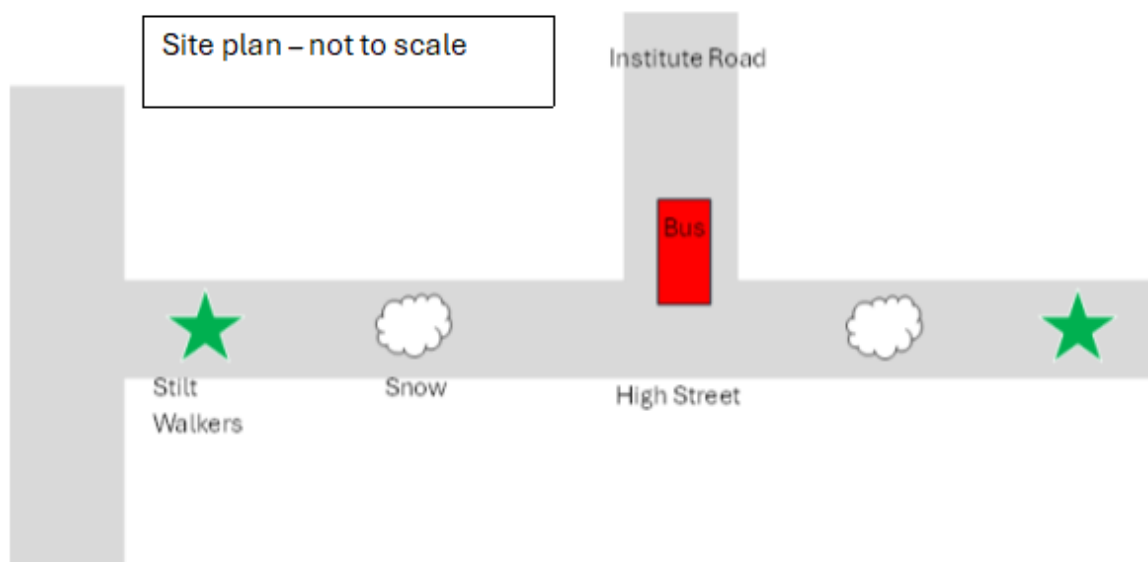 Site plan – not to scale
Institute Road
Bus
Stilt
Walkers
Snow
High Street